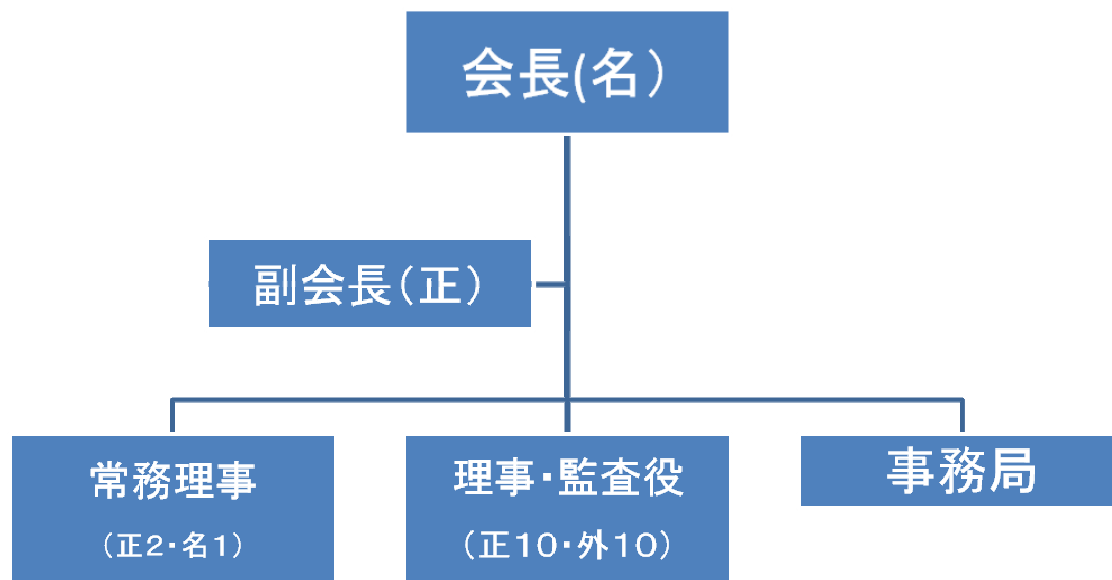 会長(名）
副会長（正）
常務理事
（正２・名１）
理事・監査役
（正１０・外１０）
事務局